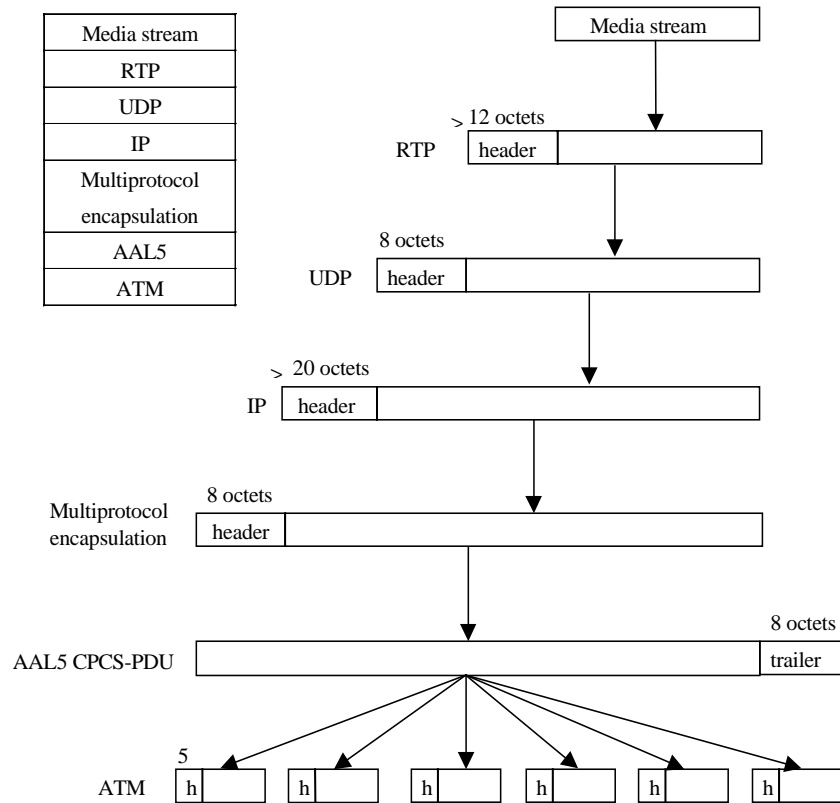 Media stream
RTP
UDP
IP
Multiprotocol
encapsulation
AAL5
ATM
Media stream
> 12 octets
RTP
header
8 octets
UDP
header
> 20 octets
IP
header
8 octets
Multiprotocol
encapsulation
header
8 octets
AAL5 CPCS-PDU
trailer
5
ATM
h
h
h
h
h
h